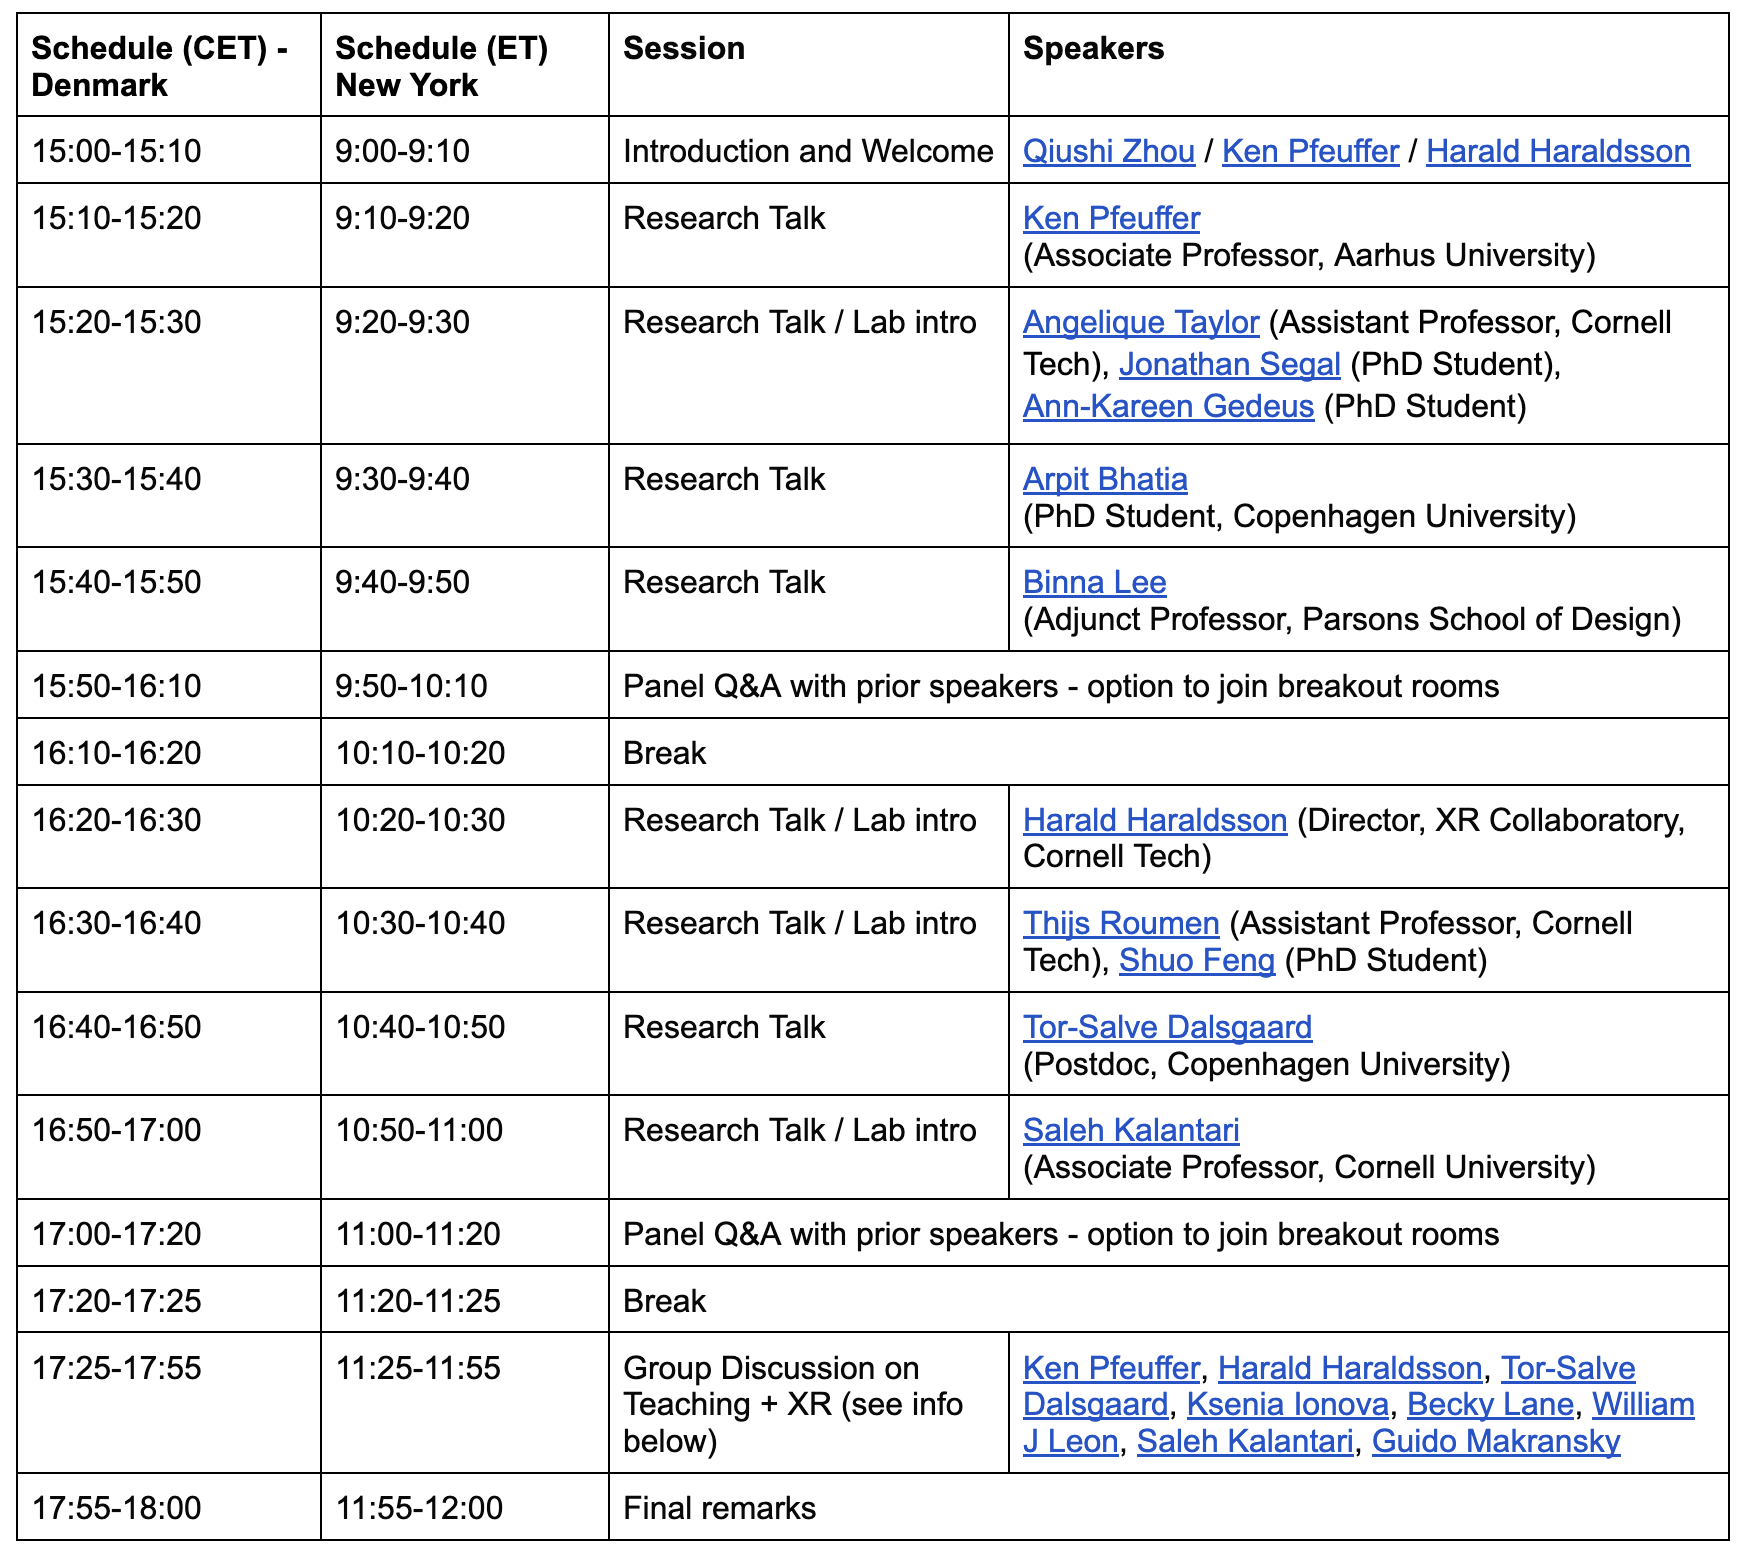 Schedule (CET) -
Denmark
Schedule (ET)
New York
Session
Speakers
15:00-15:10
9:00-9:10
Introduction and Welcome
Qiushi Zhou / Ken Pfeuffer / Harald Haraldsson
15:10-15:20
9:10-9:20
Research Talk
Ken Pfeuffer
(Associate Professor, Aarhus University)
15:20-15:30
9:20-9:30
Research Talk / Lab intro
Angelique Taylor (Assistant Professor, Cornell
Tech), Jonathan Segal (PhD Student),
Ann-Kareen Gedeus (PhD Student)
15:30-15:40
9:30-9:40
Research Talk
Arpit Bhatia
(PhD Student, Copenhagen University)
15:40-15:50
9:40-9:50
Research Talk
Binna Lee
(Adjunct Professor, Parsons School of Design)
15:50-16:10
9:50-10:10
Panel Q&A with prior speakers - option to join breakout rooms
16:10-16:20
10:10-10:20
Break
16:20-16:30
10:20-10:30
Research Talk / Lab intro
Harald Haraldsson (Director, XR Collaboratory,
Cornell Tech)
16:30-16:40
10:30-10:40
Research Talk / Lab intro
Thijs Roumen (Assistant Professor, Cornell
Tech), Shuo Feng (PhD Student)
16:40-16:50
10:40-10:50
Research Talk
Tor-Salve Dalsgaard
(Postdoc, Copenhagen University)
16:50-17:00
10:50-11:00
Research Talk / Lab intro
Saleh Kalantari
(Associate Professor, Cornell University)
17:00-17:20
11:00-11:20
Panel Q&A with prior speakers - option to join breakout rooms
17:20-17:25
11:20-11:25
Break
17:25-17:55
11:25-11:55
Group Discussion on
Teaching + XR (see info
below)
Ken Pfeuffer, Harald Haraldsson, Tor-Salve
Dalsgaard, Ksenia Ionova, Becky Lane, William
J Leon, Saleh Kalantari, Guido Makransky
17:55-18:00
11:55-12:00
Final remarks